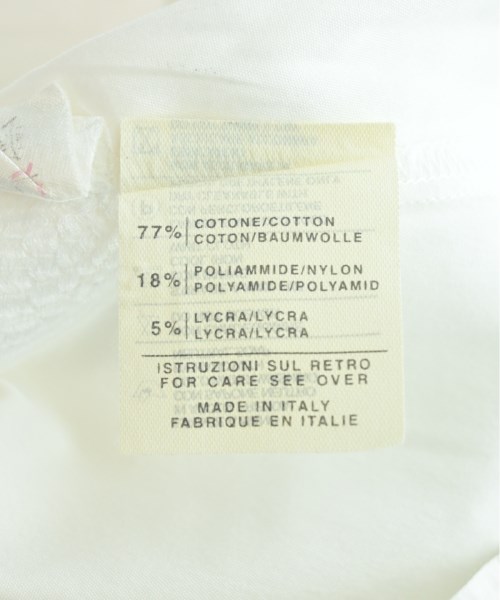 77% COTONE/COTTON
COTON/BAUMWOLLE
18% POLIAMMIDE/NYLON
POLYAMIDE/POLYAMID
5% LYCRA/LYCRA
LYCRA/LYCRA
ISTRUZIONI SUL RETRO
FOR CARE SEE OVER
MADE IN ITALY
FABRIQUE EN ITALIE